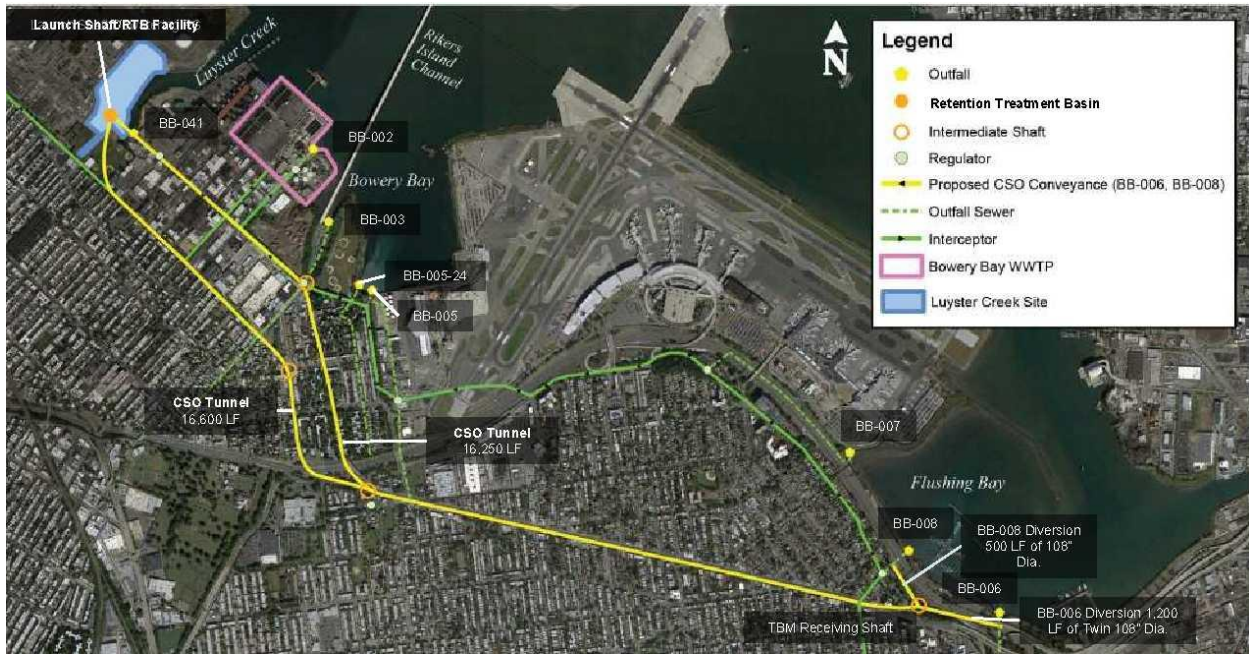 Launch Shaft/RTB Facility
Luyster Creek
Rikers
Island
Channel
N
BB-041
BB-002
Bowery Bay
BB-003
BB-005-24
BB-005
CSO Tunnel
16,600 LF
CSO Tunnel
16,250 LF
BB-007
Flushing Bay
BB-008
BB-008 Diversion
500 LF of 108"
Dia.
BB-006
TBM Receiving Shaft
BB-006 Diversion 1,200
LF of Twin 108" Dia.
Legend
Outfall
Retention Treatment Basin
Intermediate Shaft
Regulator
Proposed CSO Conveyance (BB-006, BB-008)
Outfall Sewer
Interceptor
Bowery Bay WWTP
Luyster Creek Site